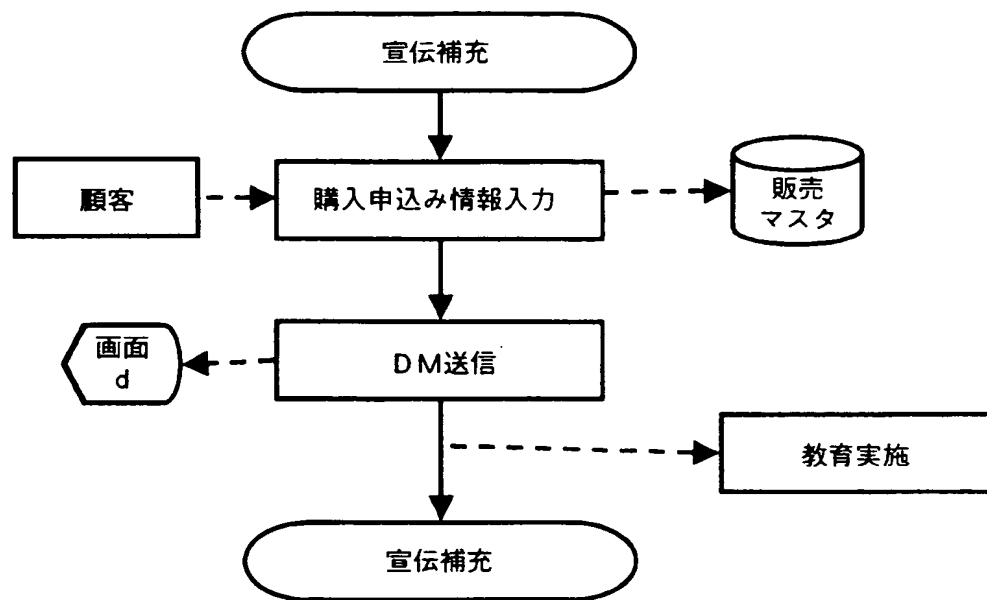 宣伝補充
顧客
購入申込み情報入力
販売
マスタ
画面
d
DM送信
教育実施
宣伝補充